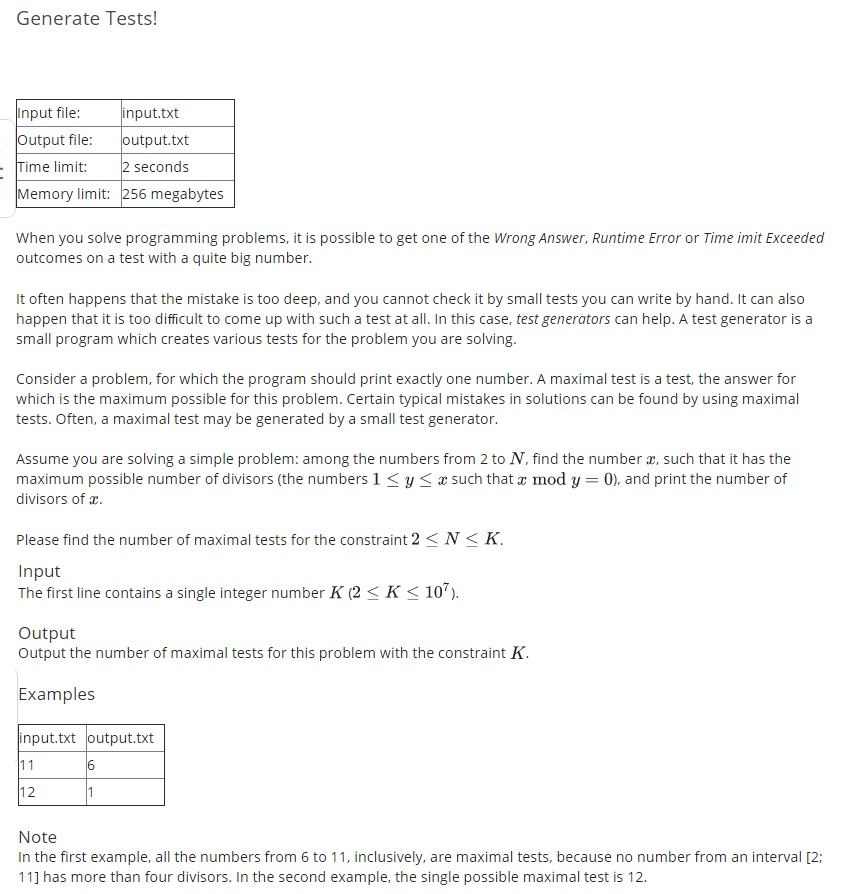 Generate Tests!
Input file: input.txt
Output file: output.txt
Time limit: 2 seconds
Memory limit: 256 megabytes
When you solve programming problems, it is possible to get one of the Wrong Answer, Runtime Error or Time imit Exceeded
outcomes on a test with a quite big number.
It often happens that the mistake is too deep, and you cannot check it by small tests you can write by hand. It can also
happen that it is too difficult to come up with such a test at all. In this case, test generators can help. A test generator is a
small program which creates various tests for the problem you are solving.
Consider a problem, for which the program should print exactly one number. A maximal test is a test, the answer for
which is the maximum possible for this problem. Certain typical mistakes in solutions can be found by using maximal
tests. Often, a maximal test may be generated by a small test generator.
Assume you are solving a simple problem: among the numbers from 2 to N, find the number x, such that it has the
maximum possible number of divisors (the numbers 1 ≤ y ≤ x such that x mod y = 0), and print the number of
divisors of x.
Please find the number of maximal tests for the constraint 2 ≤ N ≤ K.
Input
The first line contains a single integer number K (2 ≤ K ≤ 10⁷).
Output
Output the number of maximal tests for this problem with the constraint K.
Examples
input.txt output.txt
11 6
12 1
Note
In the first example, all the numbers from 6 to 11, inclusively, are maximal tests, because no number from an interval [2;
11] has more than four divisors. In the second example, the single possible maximal test is 12.